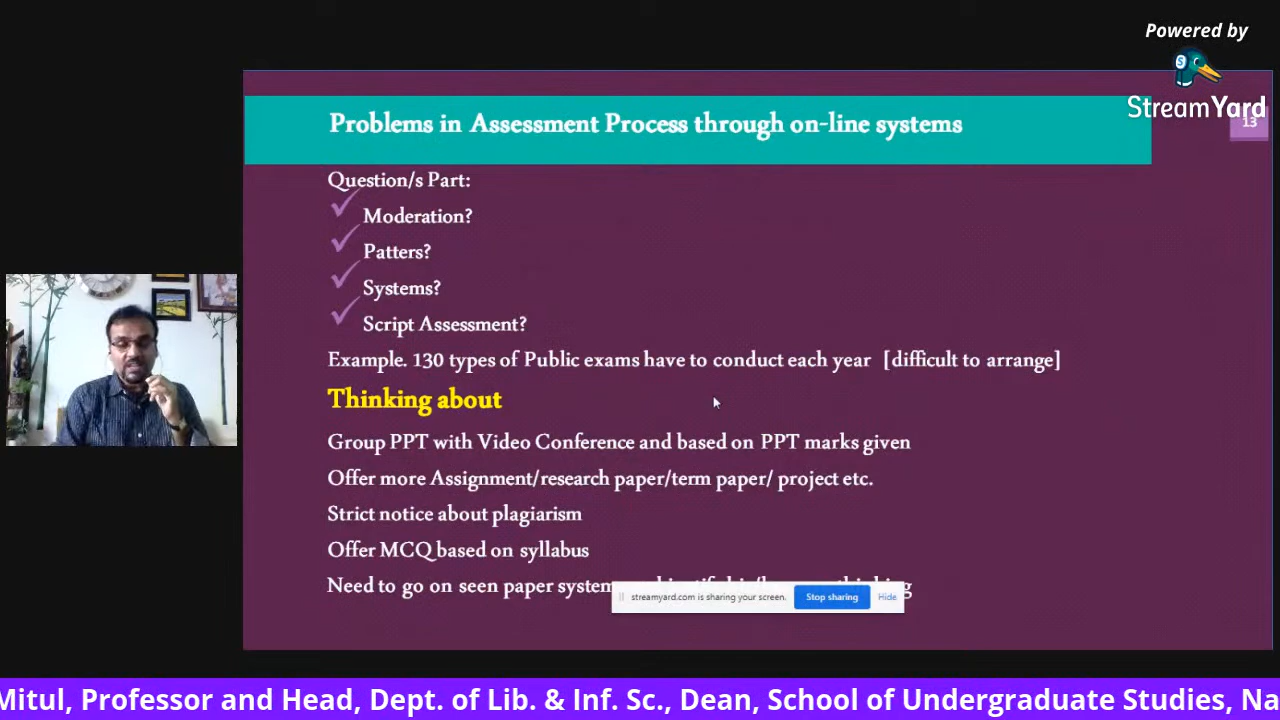 Powered by
StreamYard
13
Problems in Assessment Process through on-line systems
Question/s Part:
Moderation?
Patters?
Systems?
Script Assessment?
Example. 130 types of Public exams have to conduct each year [difficult to arrange]
Thinking about
Group PPT with Video Conference and based on PPT marks given
Offer more Assignment/research paper/term paper/ project etc.
Strict notice about plagiarism
Offer MCQ based on syllabus
Need to go on seen paper system
streamyard.com is sharing your screen. Stop sharing Hide
Mitul, Professor and Head, Dept. of Lib. & Inf. Sc., Dean, School of Undergraduate Studies, Na